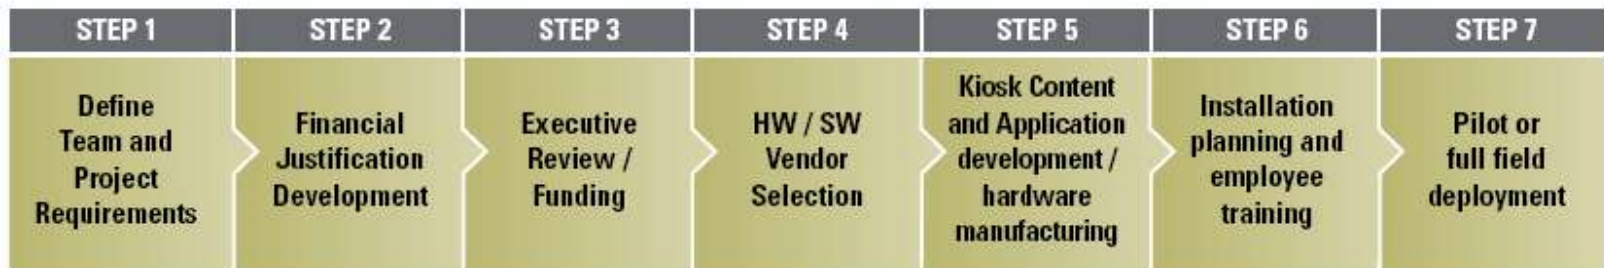 STEP 1
STEP 2
STEP 3
STEP 4
STEP 5
STEP 6
STEP 7
Define
Team and
Project
Requirements
Financial
Justification
Development
Executive
Review /
Funding
HW / SW
Vendor
Selection
Kiosk Content
and Application
development /
hardware
manufacturing
Installation
planning and
employee
training
Pilot or
full field
deployment